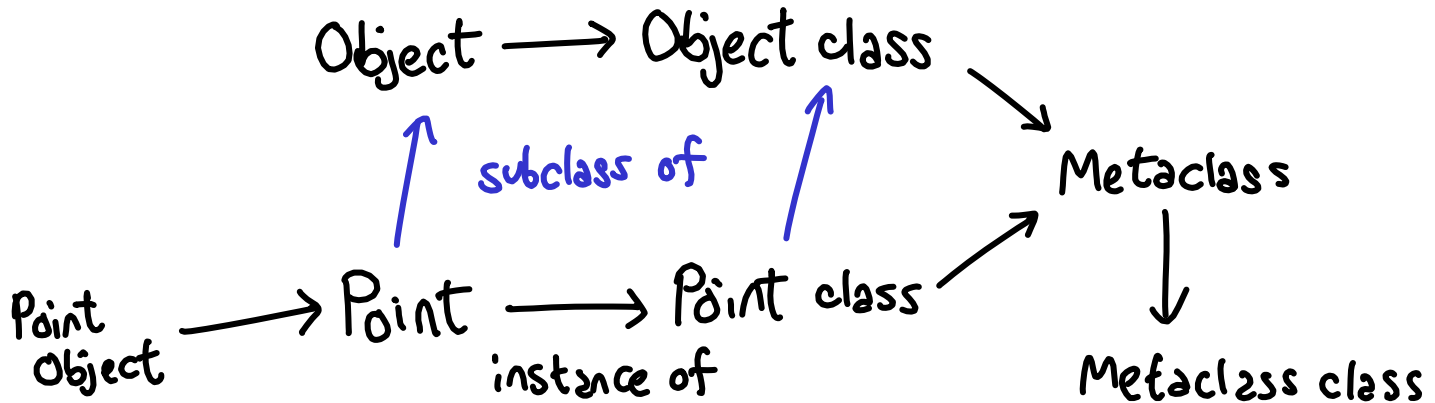 Object
Object class
subclass of
Metaclass
Point
Object
Point
Point class
instance of
Metaclass class